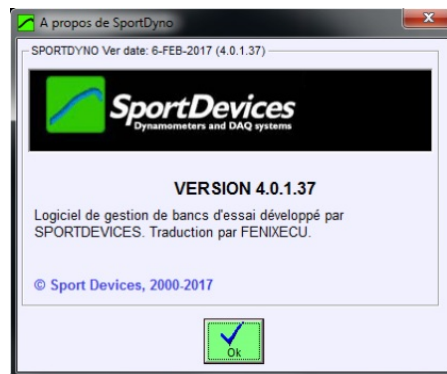 A propos de SportDyno
SPORTDYNO Ver date: 6-FEB-2017 (4.0.1.37)
SportDevices
Dynamometers and DAQ systems
VERSION 4.0.1.37
Logiciel de gestion de bancs d'essai développé par
SPORTDEVICES. Traduction par FENIXECU.
© Sport Devices, 2000-2017
Ok